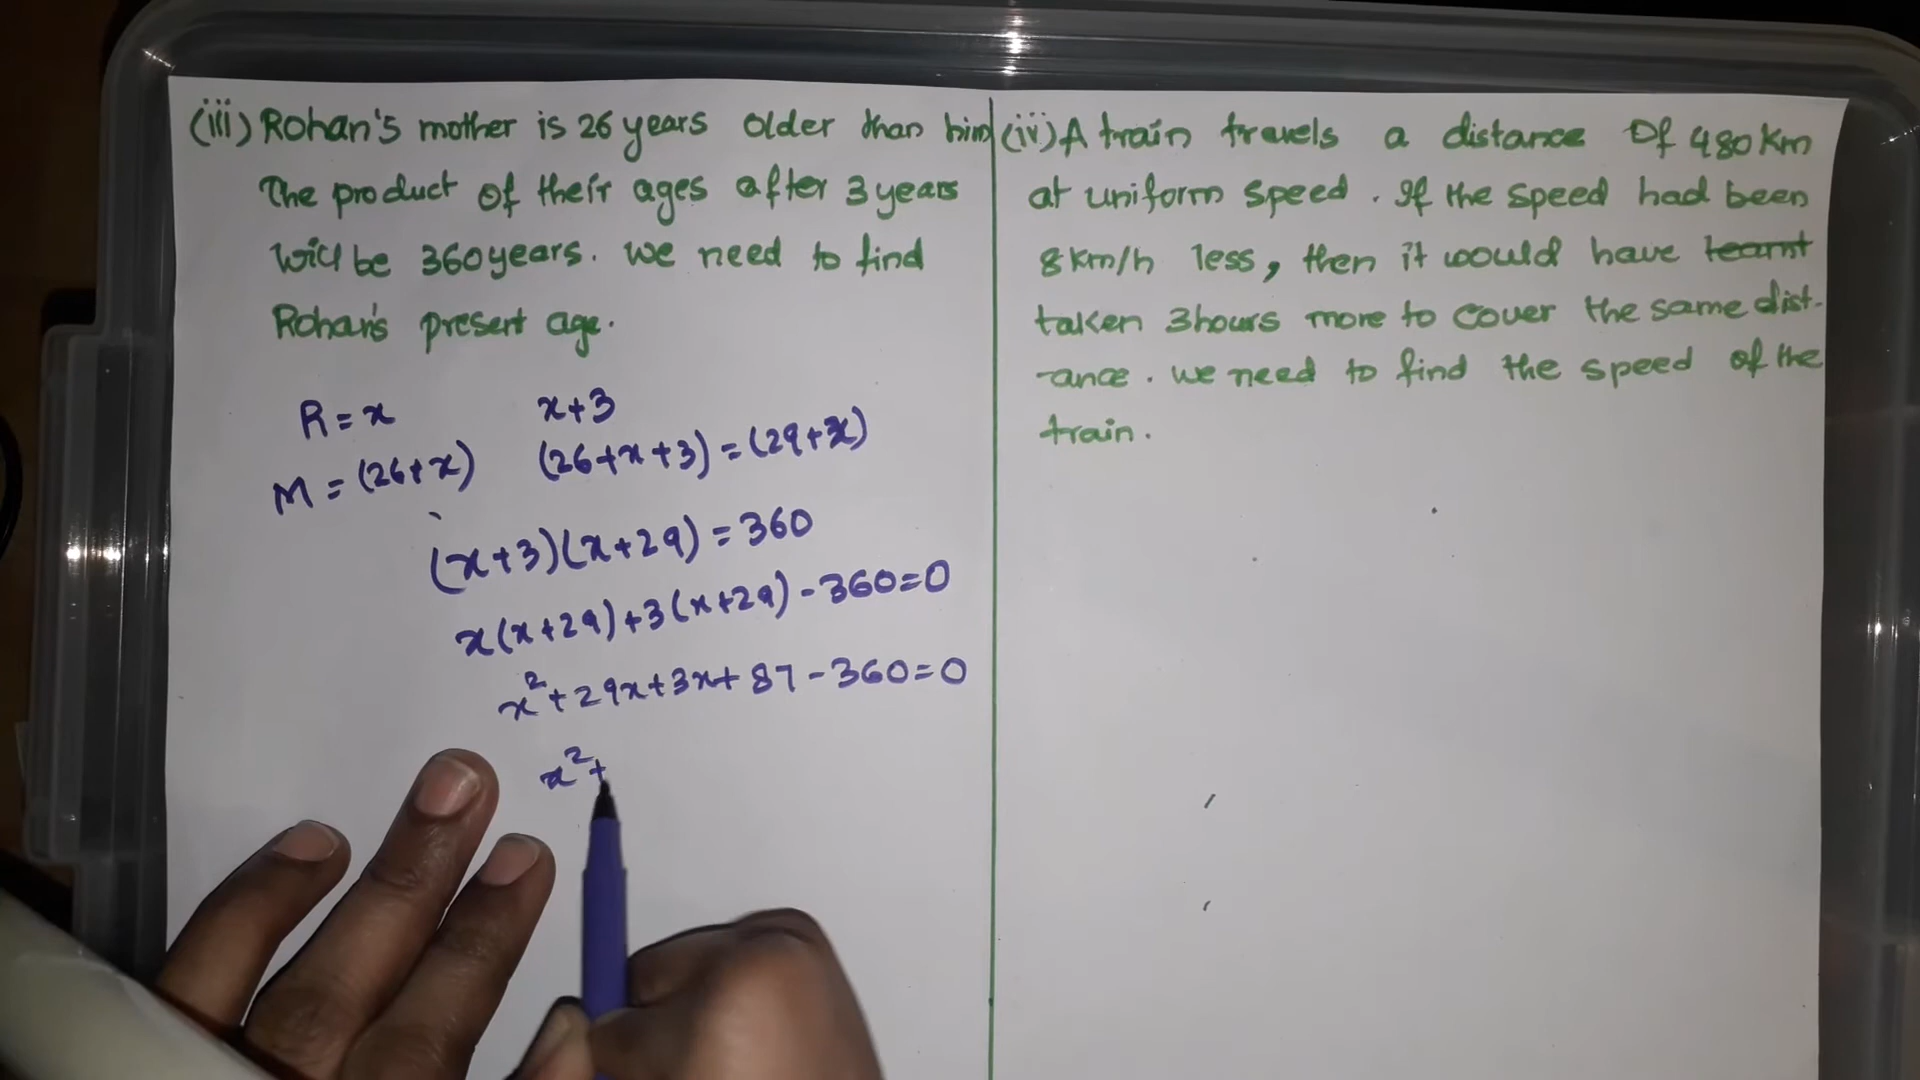 (iii) Rohan's mother is 26 years older than him
The product of their ages after 3 years
will be 360 years. We need to find
Rohan's present age.
R = x    x+3
M = (26+x)    (26+x+3) = (29+x)
(x+3)(x+29) = 360
x(x+29)+3(x+29)-360=0
x²+29x+3x+87-360=0
x²+
(iv) A train travels a distance of 480 Km
at uniform speed. If the speed had been
8 km/h less, then it would have
taken 3 hours more to cover the same dist-
-ance. We need to find the speed of the
train.